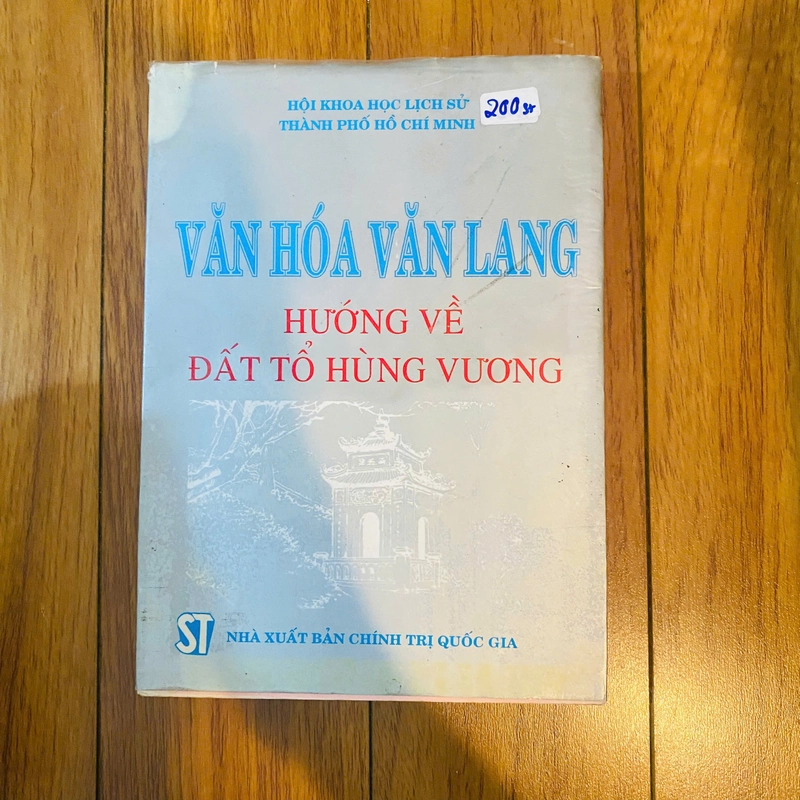 HỘI KHOA HỌC LỊCH SỬ
THÀNH PHỐ HỒ CHÍ MINH
200
VĂN HÓA VĂN LANG
HƯỚNG VỀ
ĐẤT TỔ HÙNG VƯƠNG
ST NHÀ XUẤT BẢN CHÍNH TRỊ QUỐC GIA